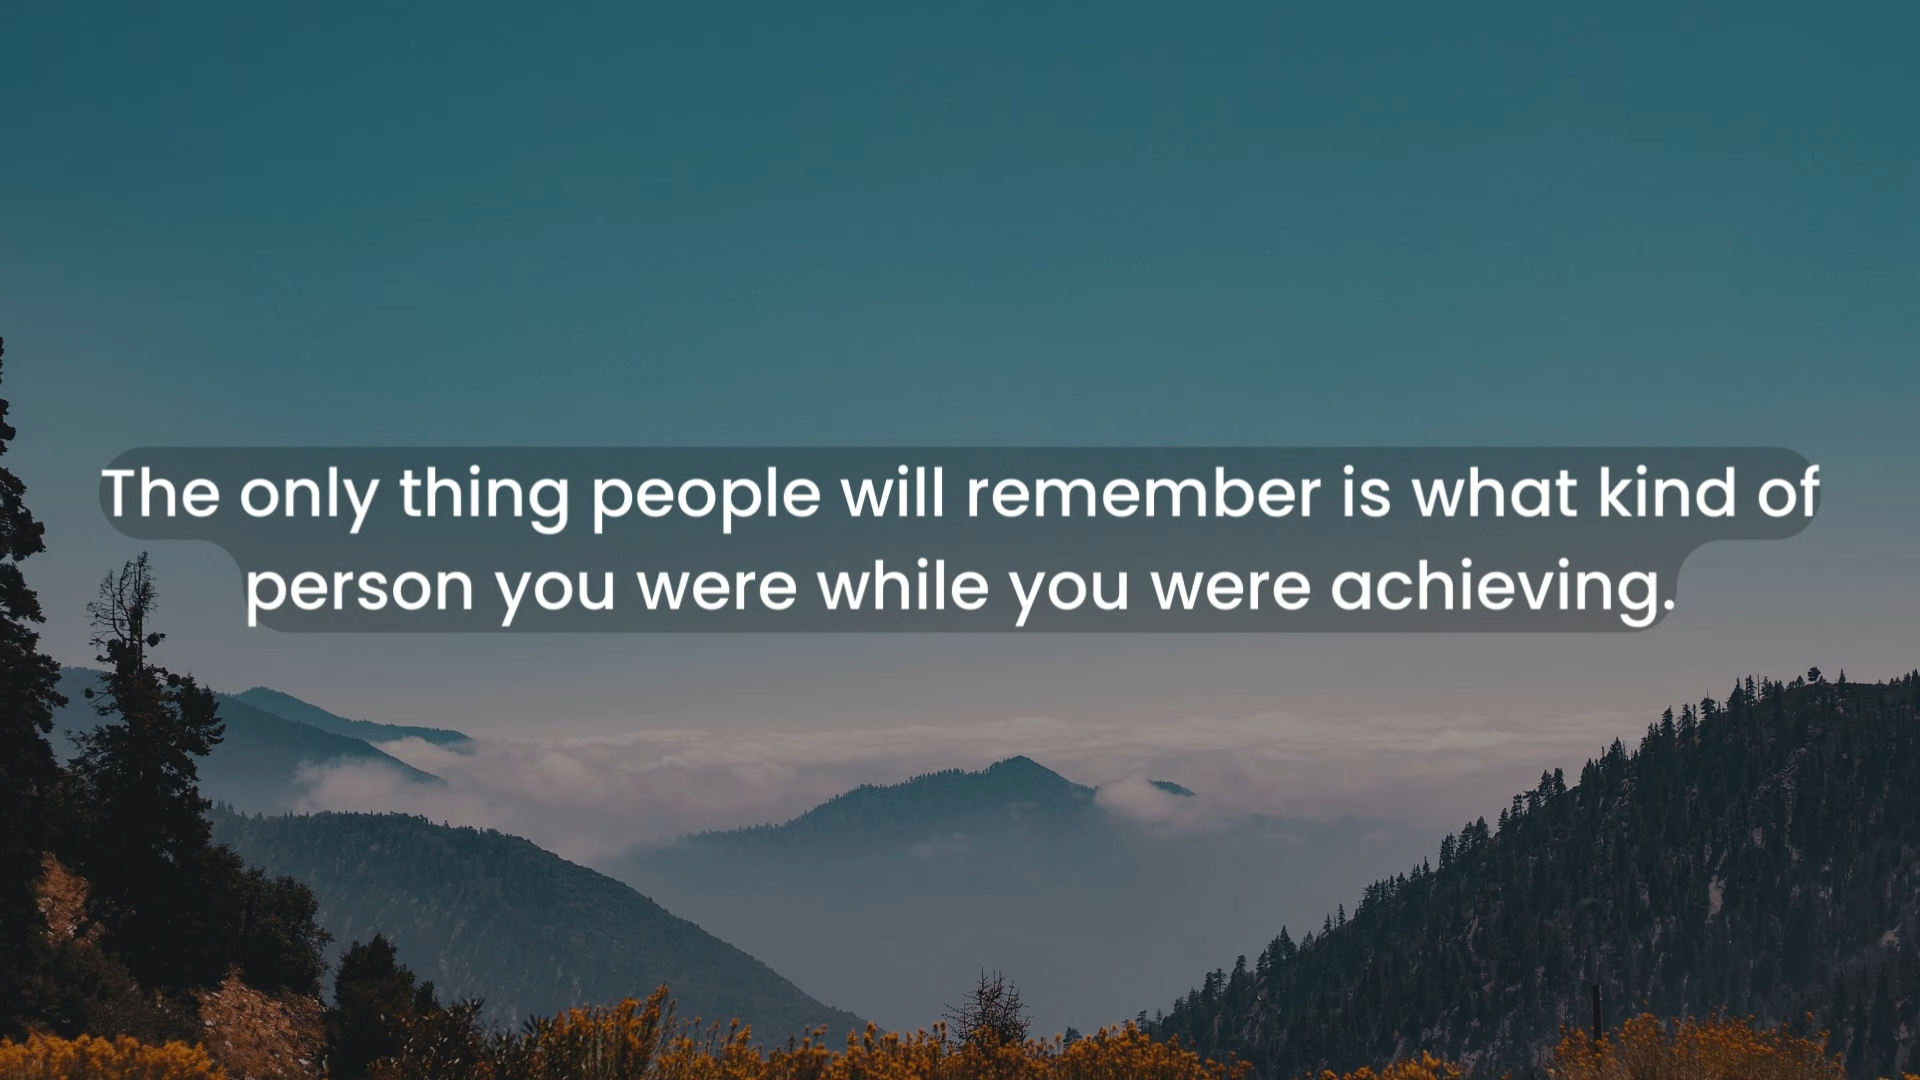 The only thing people will remember is what kind of
person you were while you were achieving.